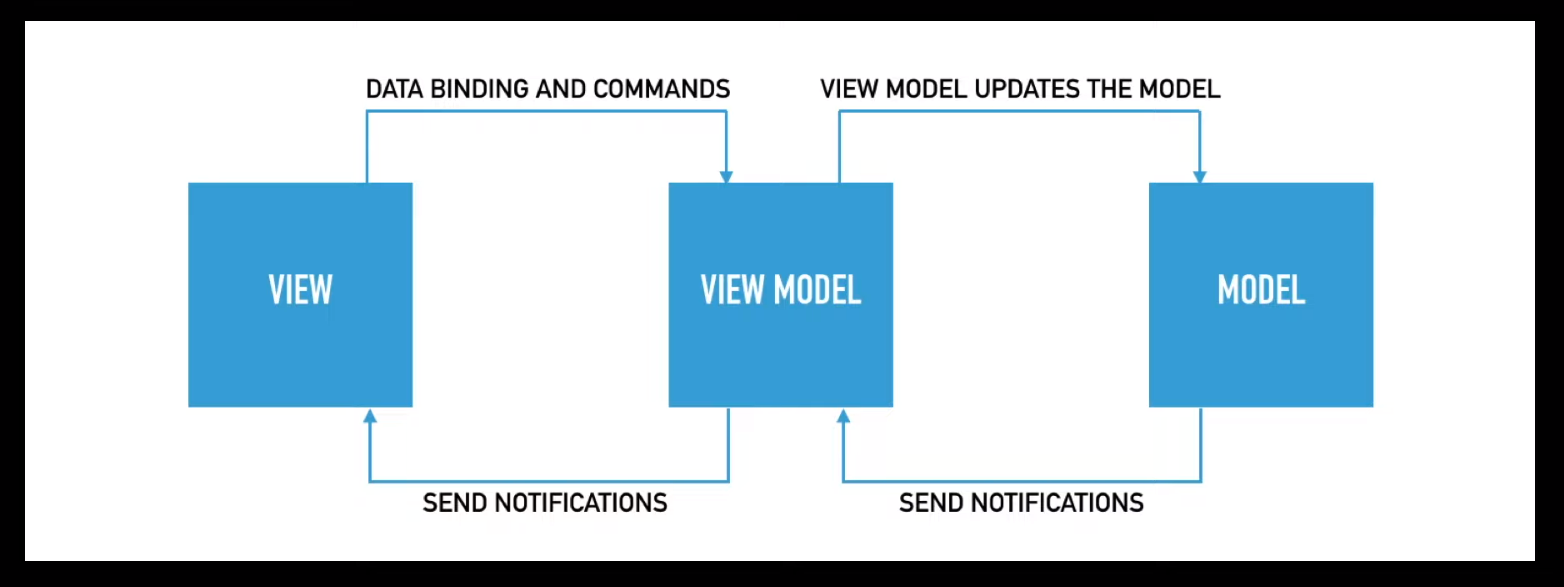 DATA BINDING AND COMMANDS
VIEW MODEL UPDATES THE MODEL
VIEW
VIEW MODEL
MODEL
SEND NOTIFICATIONS
SEND NOTIFICATIONS